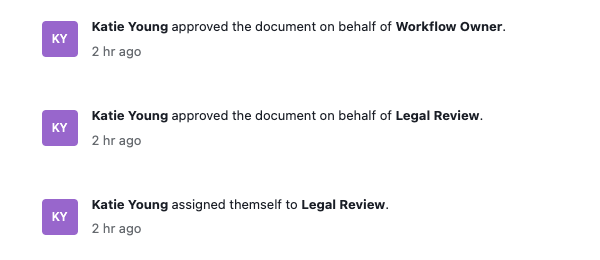 KY
Katie Young approved the document on behalf of Workflow Owner.
2 hr ago
KY
Katie Young approved the document on behalf of Legal Review.
2 hr ago
KY
Katie Young assigned themself to Legal Review.
2 hr ago